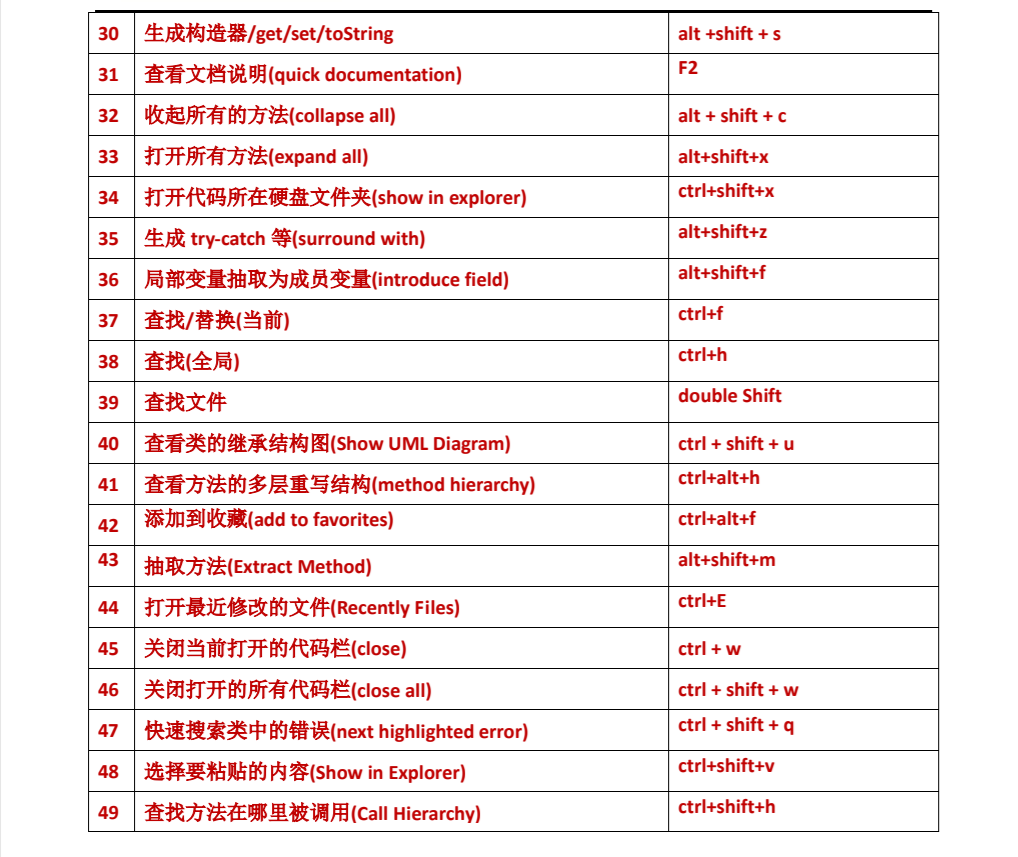 30 生成构造器/get/set/toString alt +shift + s
31 查看文档说明(quick documentation) F2
32 收起所有的方法(collapse all) alt + shift + c
33 打开所有方法(expand all) alt+shift+x
34 打开代码所在硬盘文件夹(show in explorer) ctrl+shift+x
35 生成 try-catch 等(surround with) alt+shift+z
36 局部变量抽取为成员变量(introduce field) alt+shift+f
37 查找/替换(当前) ctrl+f
38 查找(全局) ctrl+h
39 查找文件 double Shift
40 查看类的继承结构图(Show UML Diagram) ctrl + shift + u
41 查看方法的多层重写结构(method hierarchy) ctrl+alt+h
42 添加到收藏(add to favorites) ctrl+alt+f
43 抽取方法(Extract Method) alt+shift+m
44 打开最近修改的文件(Recently Files) ctrl+E
45 关闭当前打开的代码栏(close) ctrl + w
46 关闭打开的所有代码栏(close all) ctrl + shift + w
47 快速搜索类中的错误(next highlighted error) ctrl + shift + q
48 选择要粘贴的内容(Show in Explorer) ctrl+shift+v
49 查找方法在哪里被调用(Call Hierarchy) ctrl+shift+h